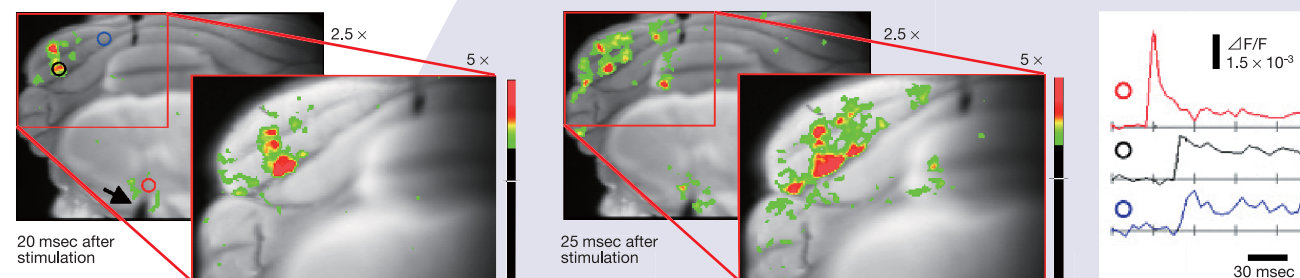 2.5 ×
5 ×
20 msec after
stimulation
2.5 ×
5 ×
25 msec after
stimulation
⊿F/F
1.5 × 10⁻³
30 msec